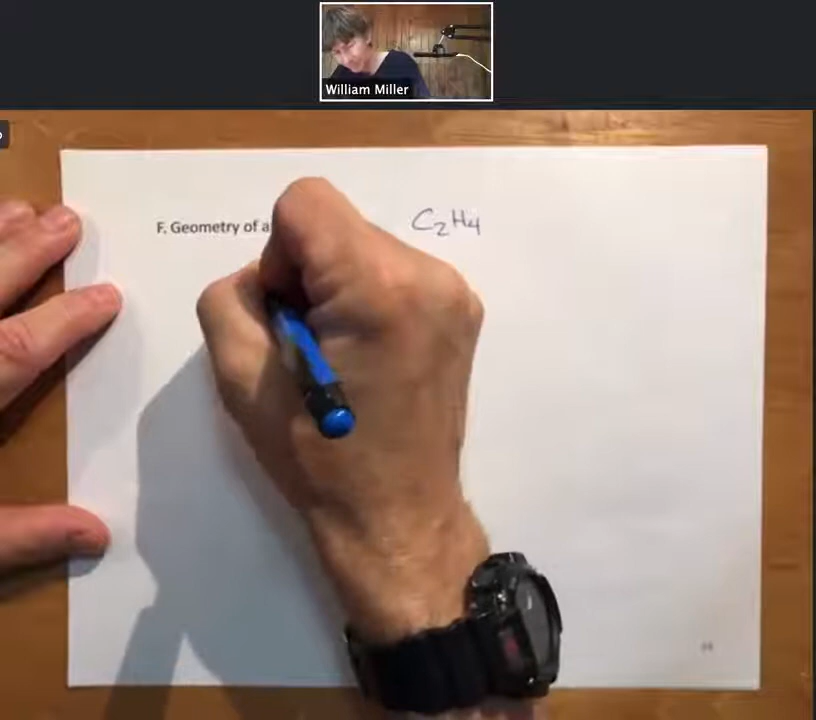 William Miller
F. Geometry of a
C₂H₄